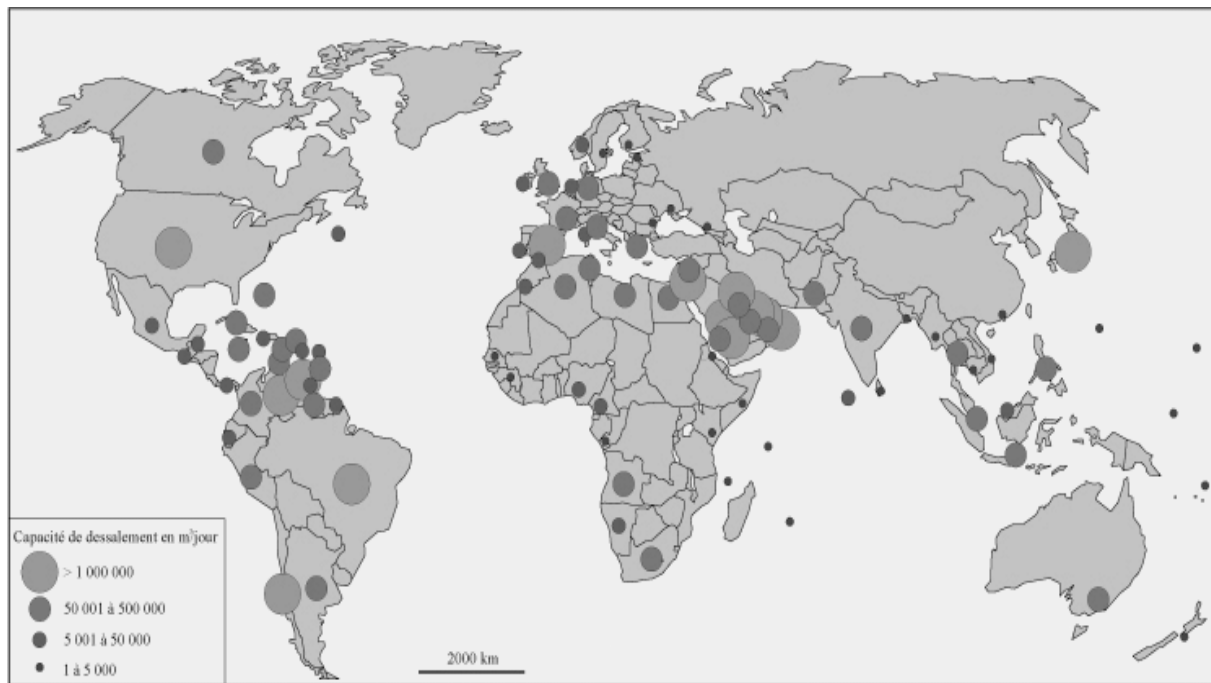 Capacité de dessalement en m³/jour
> 1 000 000
50 001 à 500 000
5 001 à 50 000
1 à 5 000
2000 km